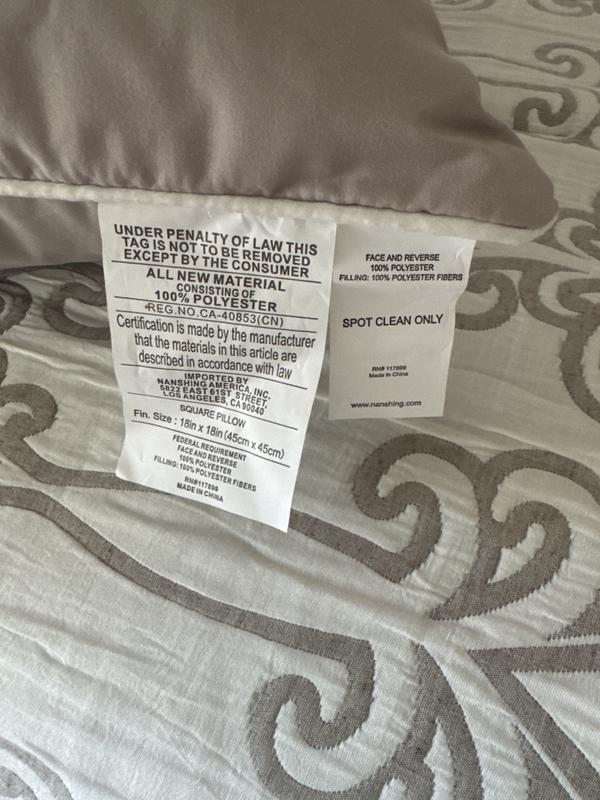 UNDER PENALTY OF LAW THIS
TAG IS NOT TO BE REMOVED
EXCEPT BY THE CONSUMER
ALL NEW MATERIAL
CONSISTING OF
100% POLYESTER
REG.NO.CA-40853(CN)
Certification is made by the manufacturer
that the materials in this article are
described in accordance with law
IMPORTED BY
NANSHING AMERICA, INC.
5822 EAST 61ST STREET,
LOS ANGELES, CA 90040
SQUARE PILLOW
Fin. Size : 18in x 18in (45cm x 45cm)
FEDERAL REQUIREMENT
FACE AND REVERSE
100% POLYESTER
FILLING: 100% POLYESTER FIBERS
RN#117899
MADE IN CHINA
FACE AND REVERSE
100% POLYESTER
FILLING: 100% POLYESTER FIBERS
SPOT CLEAN ONLY
RN# 117899
Made In China
www.nanshing.com